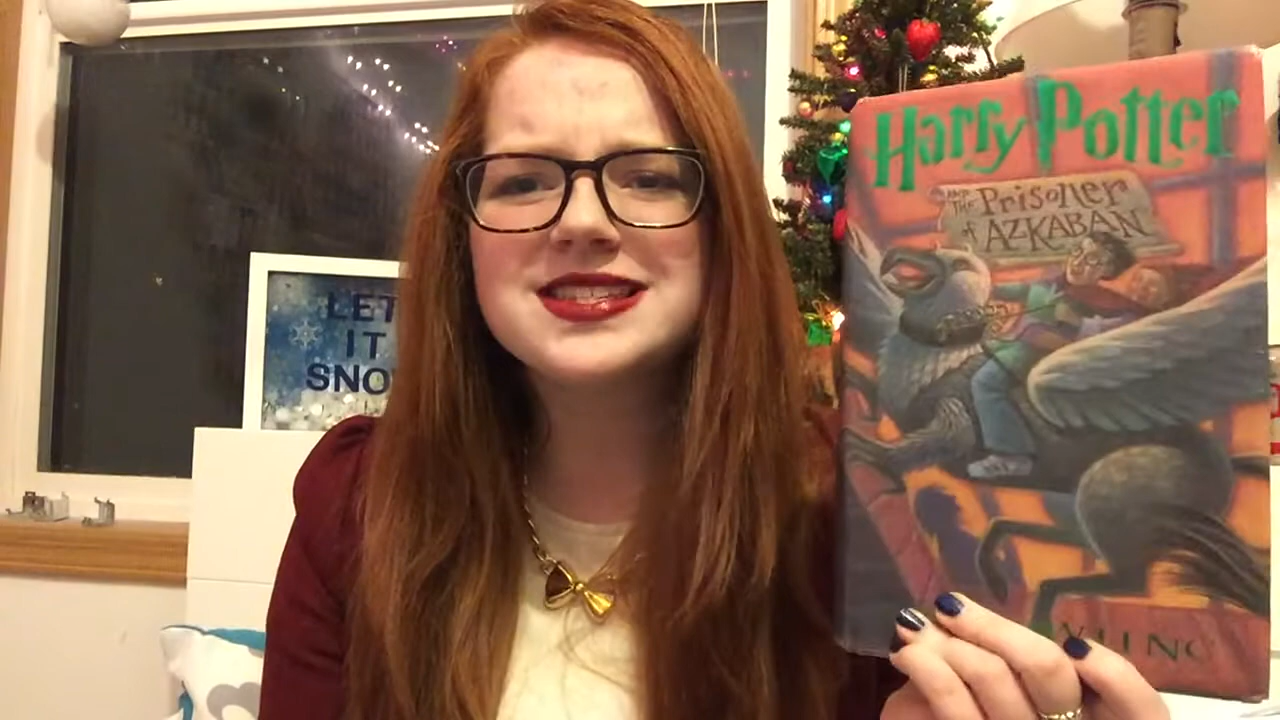 LET
IT
SNO
Harry Potter
AND
THE Prisoner
of AZKABAN